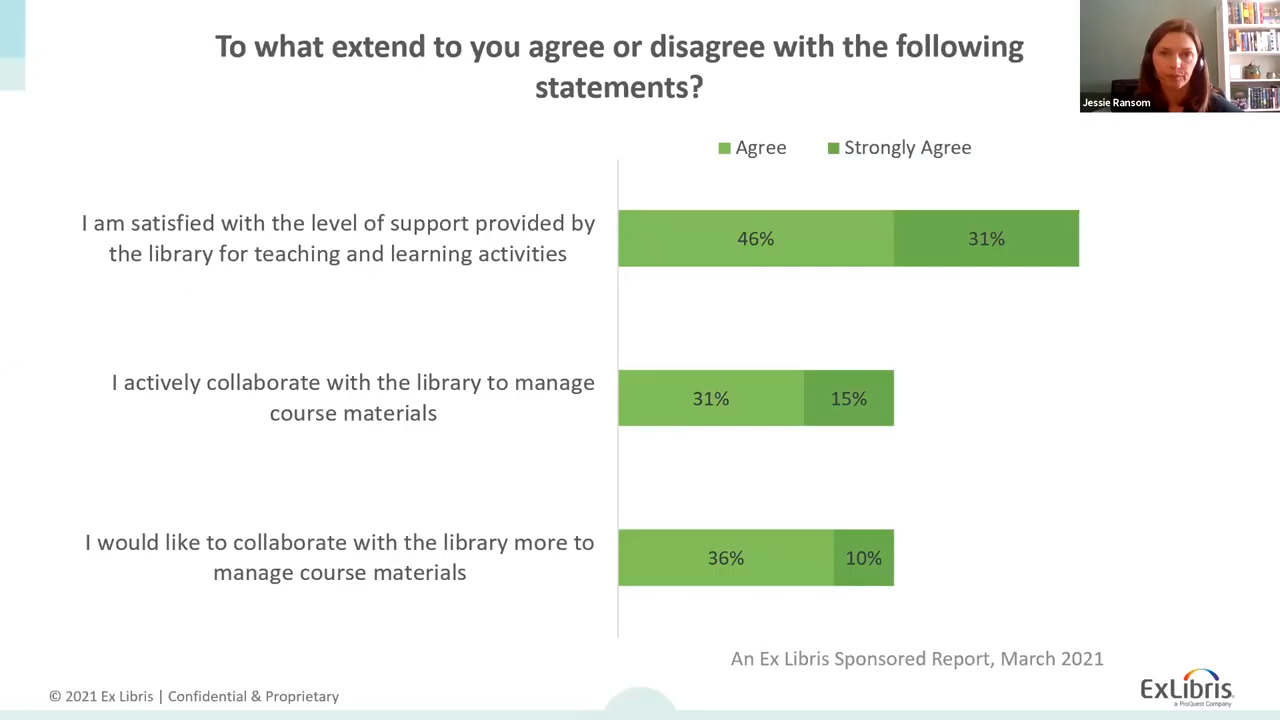 To what extend to you agree or disagree with the following
statements?
Jessie Ransom
Agree
Strongly Agree
I am satisfied with the level of support provided by
the library for teaching and learning activities
46%
31%
I actively collaborate with the library to manage
course materials
31%
15%
I would like to collaborate with the library more to
manage course materials
36%
10%
An Ex Libris Sponsored Report, March 2021
© 2021 Ex Libris | Confidential & Proprietary
ExLibris
a ProQuest Company